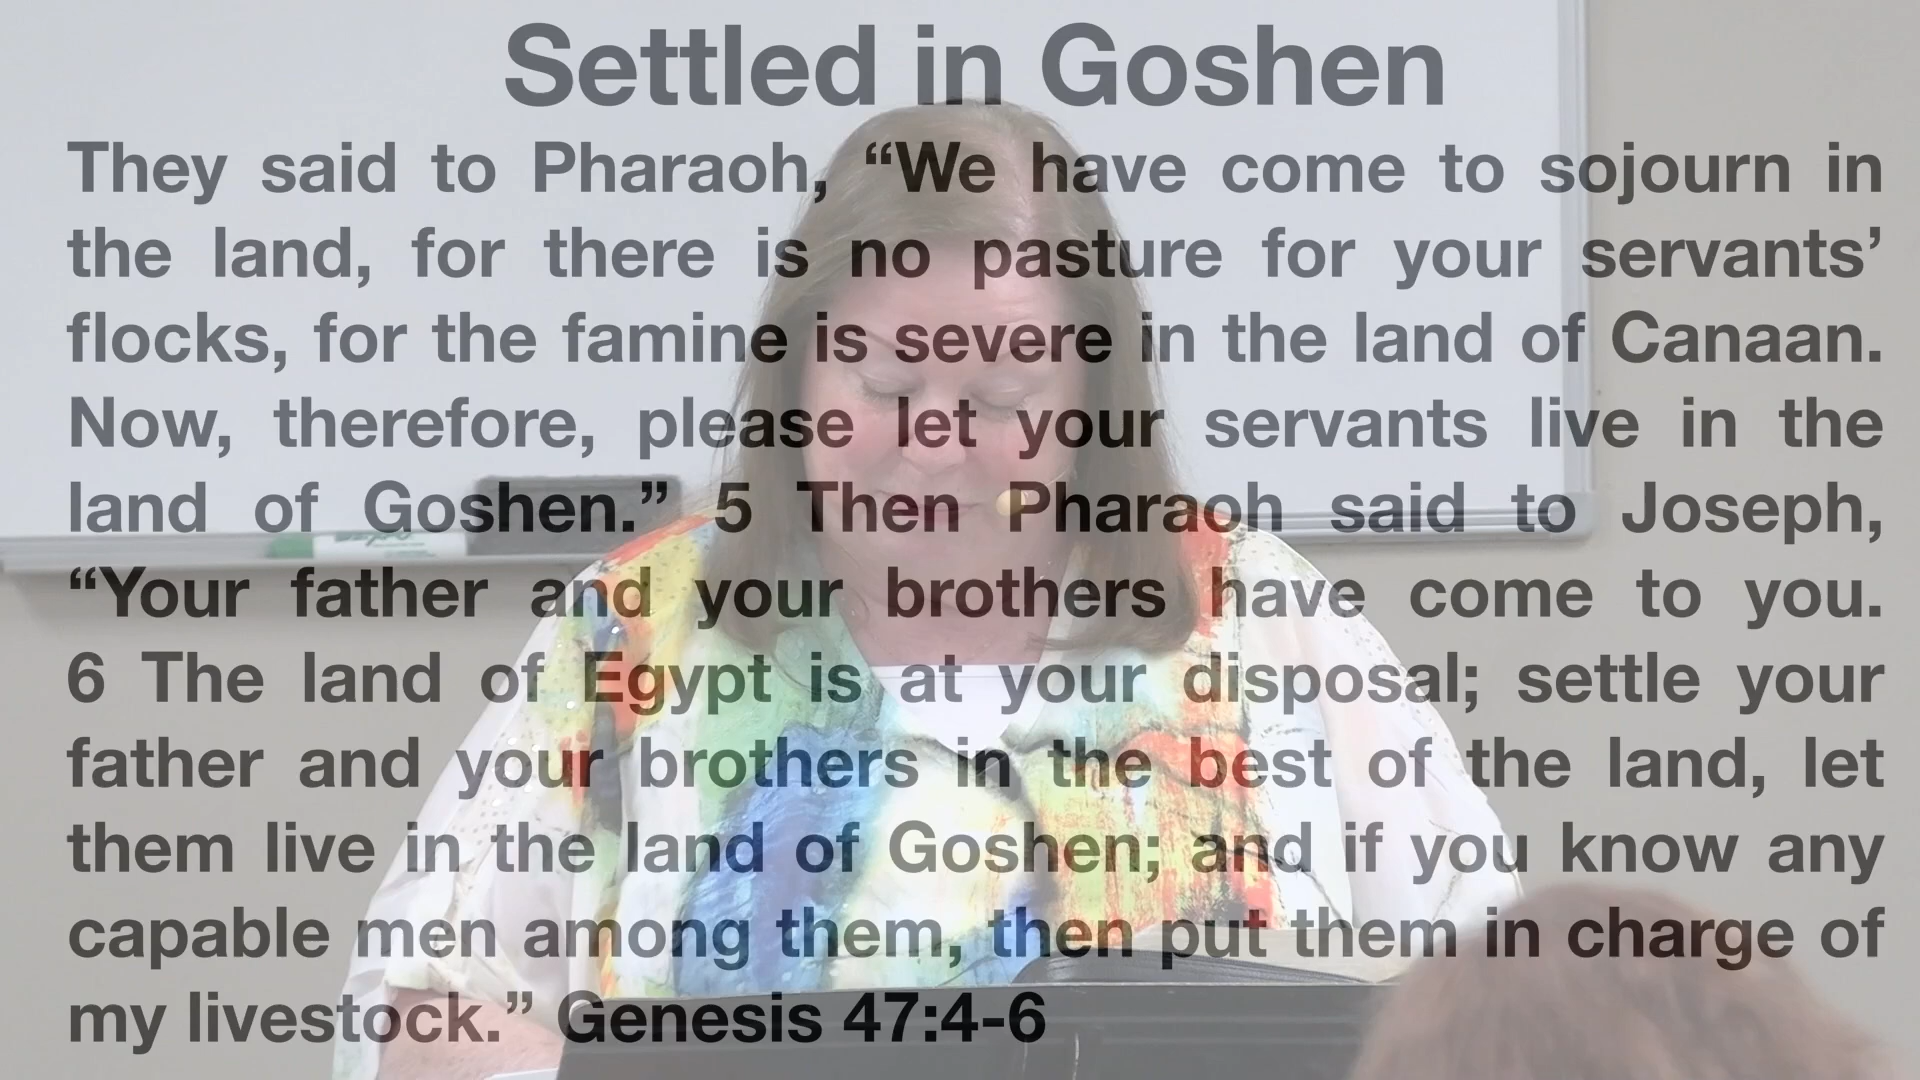 Settled in Goshen
They said to Pharaoh, “We have come to sojourn in
the land, for there is no pasture for your servants’
flocks, for the famine is severe in the land of Canaan.
Now, therefore, please let your servants live in the
land of Goshen.” 5 Then Pharaoh said to Joseph,
“Your father and your brothers have come to you.
6 The land of Egypt is at your disposal; settle your
father and your brothers in the best of the land, let
them live in the land of Goshen; and if you know any
capable men among them, then put them in charge of
my livestock.” Genesis 47:4-6